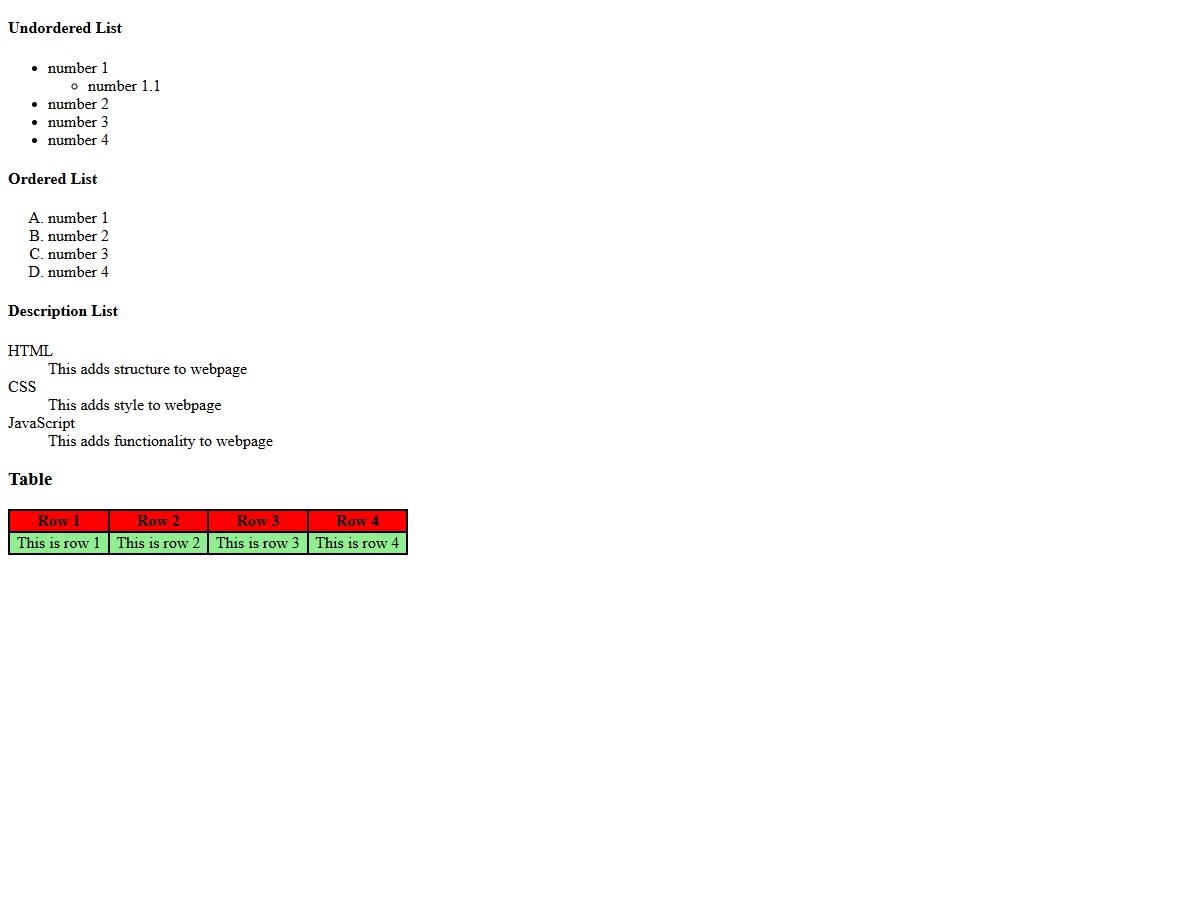 Undordered List
number 1
number 1.1
number 2
number 3
number 4
Ordered List
A. number 1
B. number 2
C. number 3
D. number 4
Description List
HTML
This adds structure to webpage
CSS
This adds style to webpage
JavaScript
This adds functionality to webpage
Table
Row 1 Row 2 Row 3 Row 4
This is row 1 This is row 2 This is row 3 This is row 4